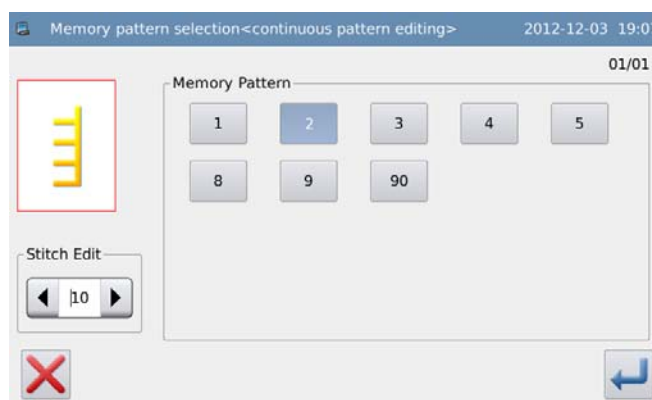 Memory pattern selection<continuous pattern editing> 2012-12-03 19:0
01/01
Memory Pattern
1 2 3 4 5
8 9 90
Stitch Edit
10